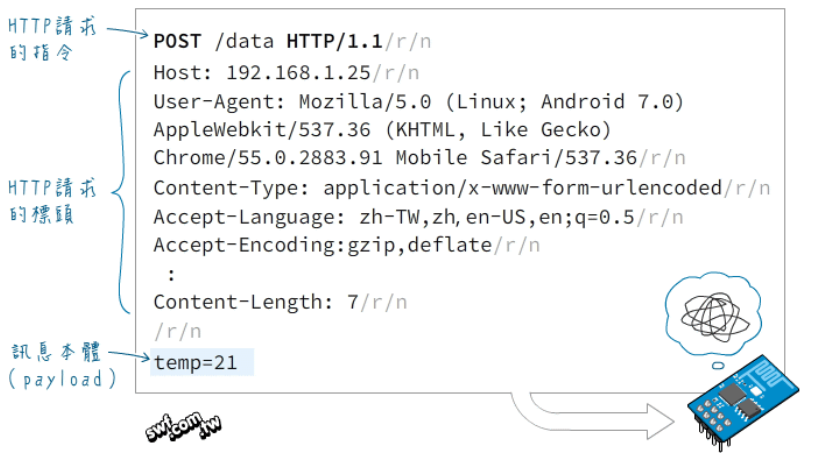 HTTP請求
的指令
POST /data HTTP/1.1/r/n
Host: 192.168.1.25/r/n
User-Agent: Mozilla/5.0 (Linux; Android 7.0)
AppleWebkit/537.36 (KHTML, Like Gecko)
Chrome/55.0.2883.91 Mobile Safari/537.36/r/n
HTTP請求
的標頭
Content-Type: application/x-www-form-urlencoded/r/n
Accept-Language: zh-TW,zh,en-US,en;q=0.5/r/n
Accept-Encoding:gzip,deflate/r/n
:
Content-Length: 7/r/n
/r/n
訊息本體
(payload)
temp=21
swf.com.tw